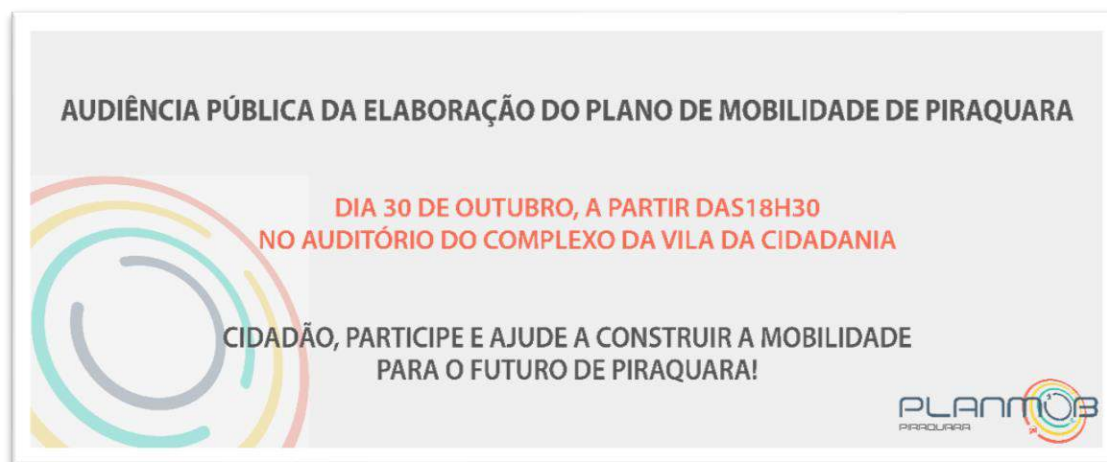 AUDIÊNCIA PÚBLICA DA ELABORAÇÃO DO PLANO DE MOBILIDADE DE PIRAQUARA
DIA 30 DE OUTUBRO, A PARTIR DAS18H30
NO AUDITÓRIO DO COMPLEXO DA VILA DA CIDADANIA
CIDADÃO, PARTICIPE E AJUDE A CONSTRUIR A MOBILIDADE
PARA O FUTURO DE PIRAQUARA!
PLANMOB
PIRAQUARA